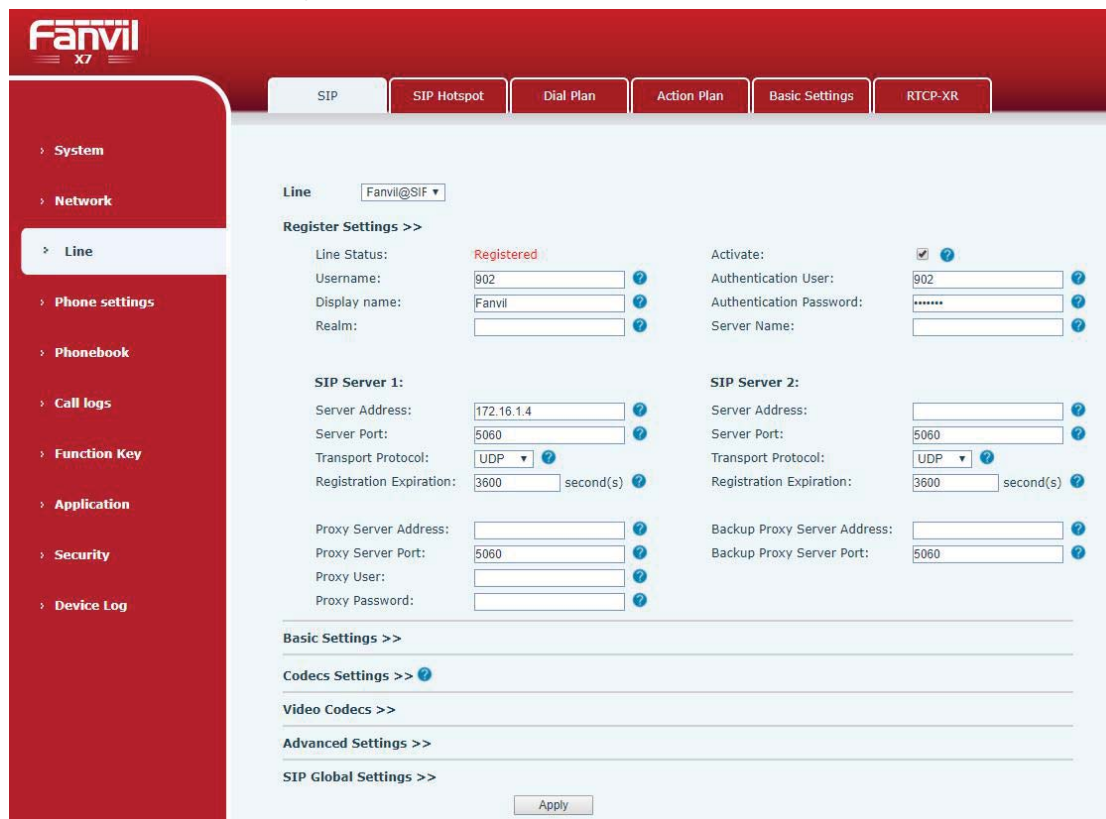 Fanvil
X7
SIP
SIP Hotspot
Dial Plan
Action Plan
Basic Settings
RTCP-XR
› System
› Network
› Line
› Phone settings
› Phonebook
› Call logs
› Function Key
› Application
› Security
› Device Log
Line Fanvil@SIF ▼
Register Settings >>
Line Status: Registered Activate: ?
Username: 902 ? Authentication User: 902 ?
Display name: Fanvil ? Authentication Password: ••••••• ?
Realm: ? Server Name: ?
SIP Server 1: SIP Server 2:
Server Address: 172.16.1.4 ? Server Address: ?
Server Port: 5060 ? Server Port: 5060 ?
Transport Protocol: UDP ▼ ? Transport Protocol: UDP ▼ ?
Registration Expiration: 3600 second(s) ? Registration Expiration: 3600 second(s) ?
Proxy Server Address: ? Backup Proxy Server Address: ?
Proxy Server Port: 5060 ? Backup Proxy Server Port: 5060 ?
Proxy User: ?
Proxy Password: ?
Basic Settings >>
Codecs Settings >> ?
Video Codecs >>
Advanced Settings >>
SIP Global Settings >>
Apply